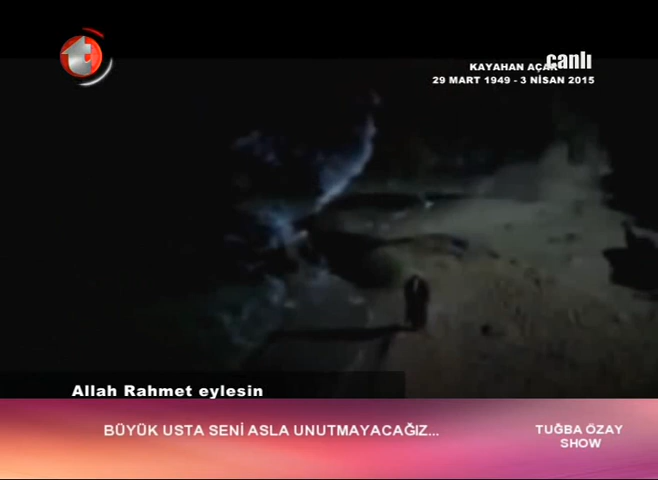 canlı
KAYAHAN AÇAR
29 MART 1949 - 3 NİSAN 2015
Allah Rahmet eylesin
BÜYÜK USTA SENİ ASLA UNUTMAYACAĞIZ...
TUĞBA ÖZAY
SHOW